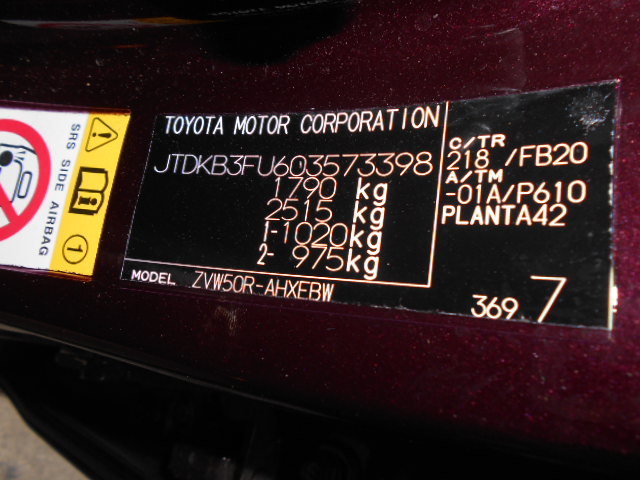 TOYOTA MOTOR CORPORATION
JTDKB3FU603573398
1790 kg
2515 kg
1-1020kg
2- 975kg
MODEL ZVW50R-AHXEBW
C/TR
218 /FB20
A/TM
-01A/P610
PLANTA42
369 7
SRS SIDE AIRBAG
1